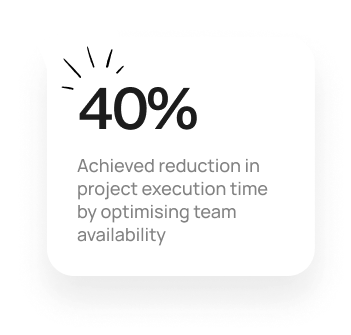 40%
Achieved reduction in
project execution time
by optimising team
availability